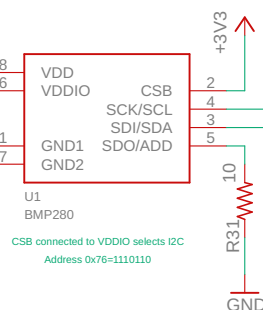 +3V3
8 VDD
6 VDDIO CSB 2
SCK/SCL 4
SDI/SDA 3
1 GND1 SDO/ADD 5
7 GND2
10
R31
U1
BMP280
CSB connected to VDDIO selects I2C
Address 0x76=1110110
GND